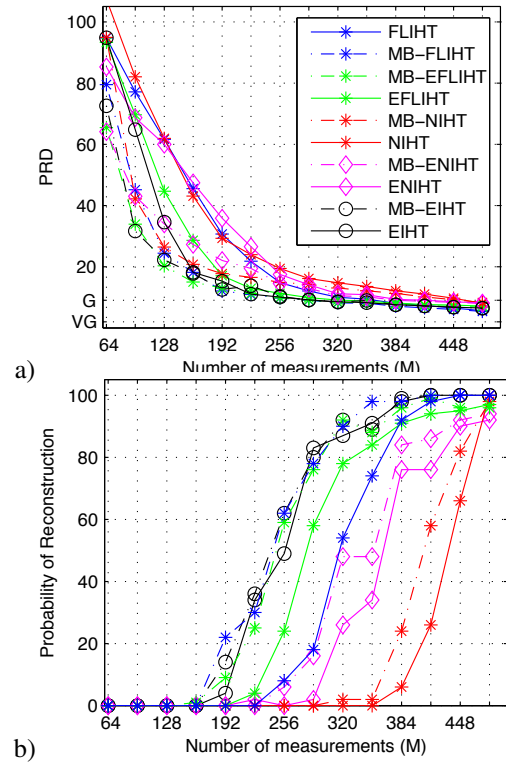 100
80
60
40
20
G
VG
PRD
FLIHT
MB−FLIHT
MB−EFLIHT
EFLIHT
MB−NIHT
NIHT
MB−ENIHT
ENIHT
MB−EIHT
EIHT
64 128 192 256 320 384 448
Number of measurements (M)
a)
100
80
60
40
20
0
Probability of Reconstruction
64 128 192 256 320 384 448
Number of measurements (M)
b)